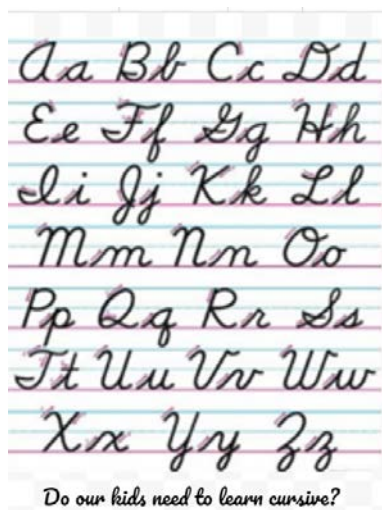 Aa Bb Cc Dd
Ee Ff Gg Hh
Ii Jj Kk Ll
Mm Nn Oo
Pp Qq Rr Ss
Tt Uu Vv Ww
Xx Yy Zz
Do our kids need to learn cursive?